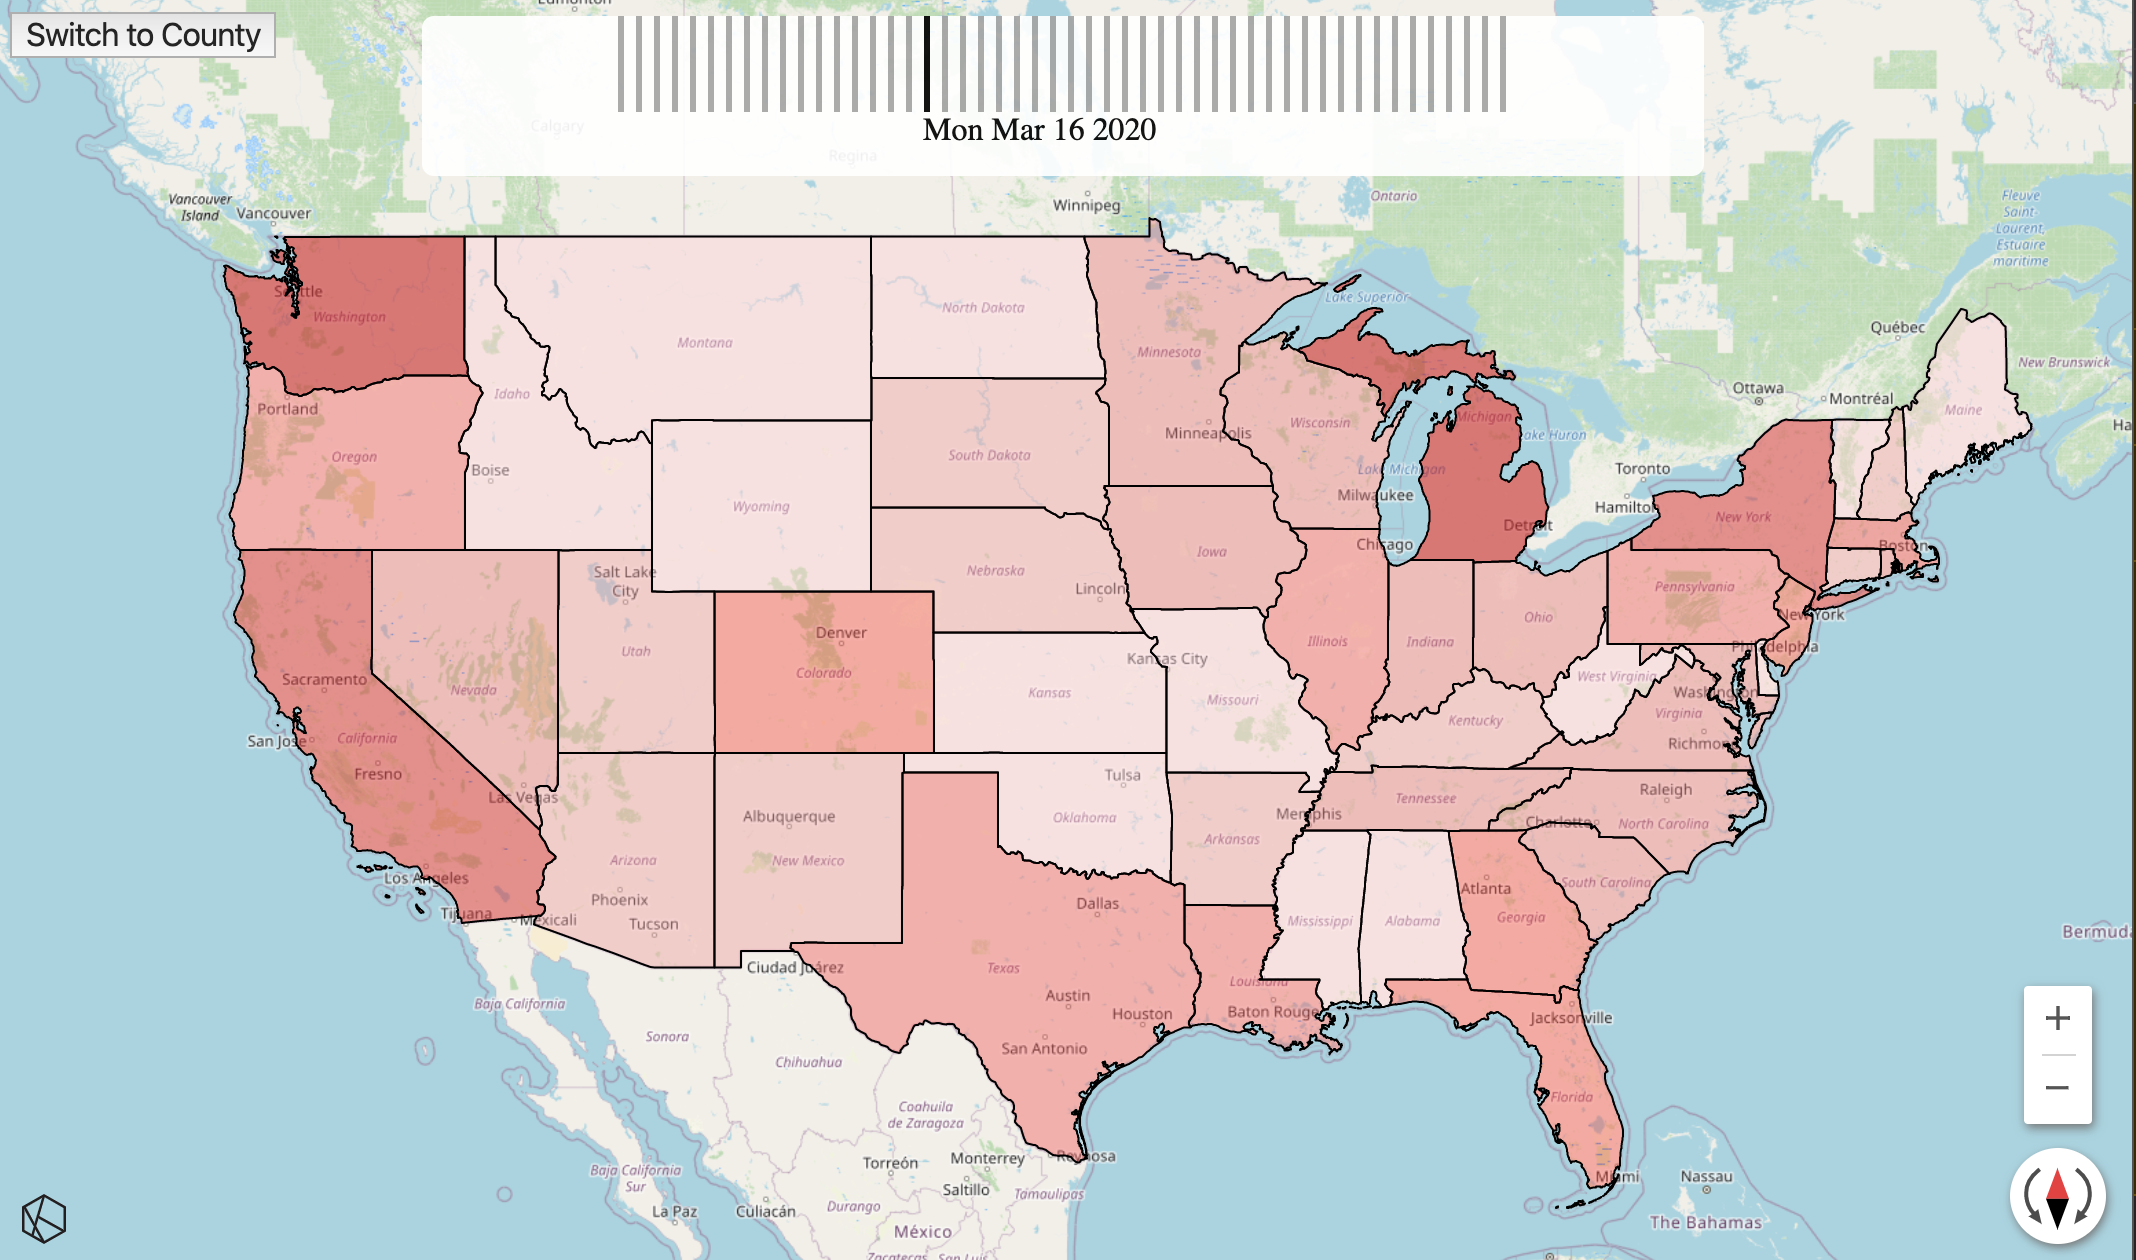 Edmonton
Switch to County
Calgary
Regina
Mon Mar 16 2020
Vancouver
Island
Vancouver
Winnipeg
Ontario
Fleuve
Saint-
Laurent,
Estuaire
maritime
Seattle
Washington
Montana
North Dakota
Lake Superior
Québec
New Brunswick
Minnesota
Idaho
Portland
Ottawa
Montréal
Maine
Michigan
Wisconsin
Minneapolis
Lake Huron
Ha
Oregon
Boise
South Dakota
Lake Michigan
Toronto
Milwaukee
Hamilton
Wyoming
New York
Detroit
Chicago
Boston
Iowa
Salt Lake
City
Nebraska
Lincoln
Pennsylvania
New York
Denver
Colorado
Utah
Illinois
Indiana
Ohio
Philadelphia
Kansas City
Sacramento
Nevada
Kansas
Missouri
West Virginia
Washington
Virginia
Kentucky
San Jose
California
Richmond
Fresno
Las Vegas
Tulsa
Raleigh
Albuquerque
Oklahoma
Memphis
Tennessee
Charlotte
North Carolina
Arkansas
Arizona
New Mexico
Los Angeles
Phoenix
Tucson
Dallas
Atlanta
South Carolina
Tijuana
Mexicali
Mississippi
Alabama
Georgia
Bermuda
Ciudad Juárez
Texas
Louisiana
Austin
Baja California
Houston
Baton Rouge
Jacksonville
Sonora
San Antonio
Chihuahua
Florida
Coahuila
de Zaragoza
Torreón
Monterrey
Reynosa
Baja California
Sur
Saltillo
Tamaulipas
Miami
Nassau
La Paz
Culiacán
Durango
México
The Bahamas
Zacatecas
San Luis